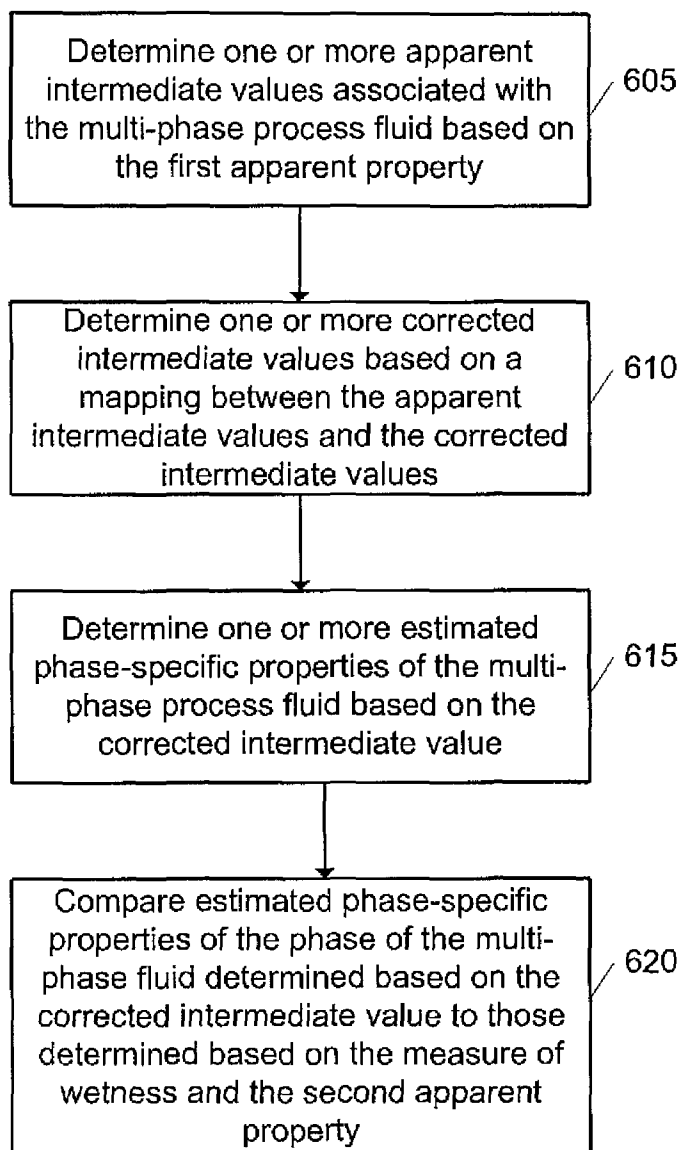 Determine one or more apparent
intermediate values associated with
the multi-phase process fluid based on
the first apparent property
605
Determine one or more corrected
intermediate values based on a
mapping between the apparent
intermediate values and the corrected
intermediate values
610
Determine one or more estimated
phase-specific properties of the multi-
phase process fluid based on the
corrected intermediate value
615
Compare estimated phase-specific
properties of the phase of the multi-
phase fluid determined based on the
corrected intermediate value to those
determined based on the measure of
wetness and the second apparent
property
620